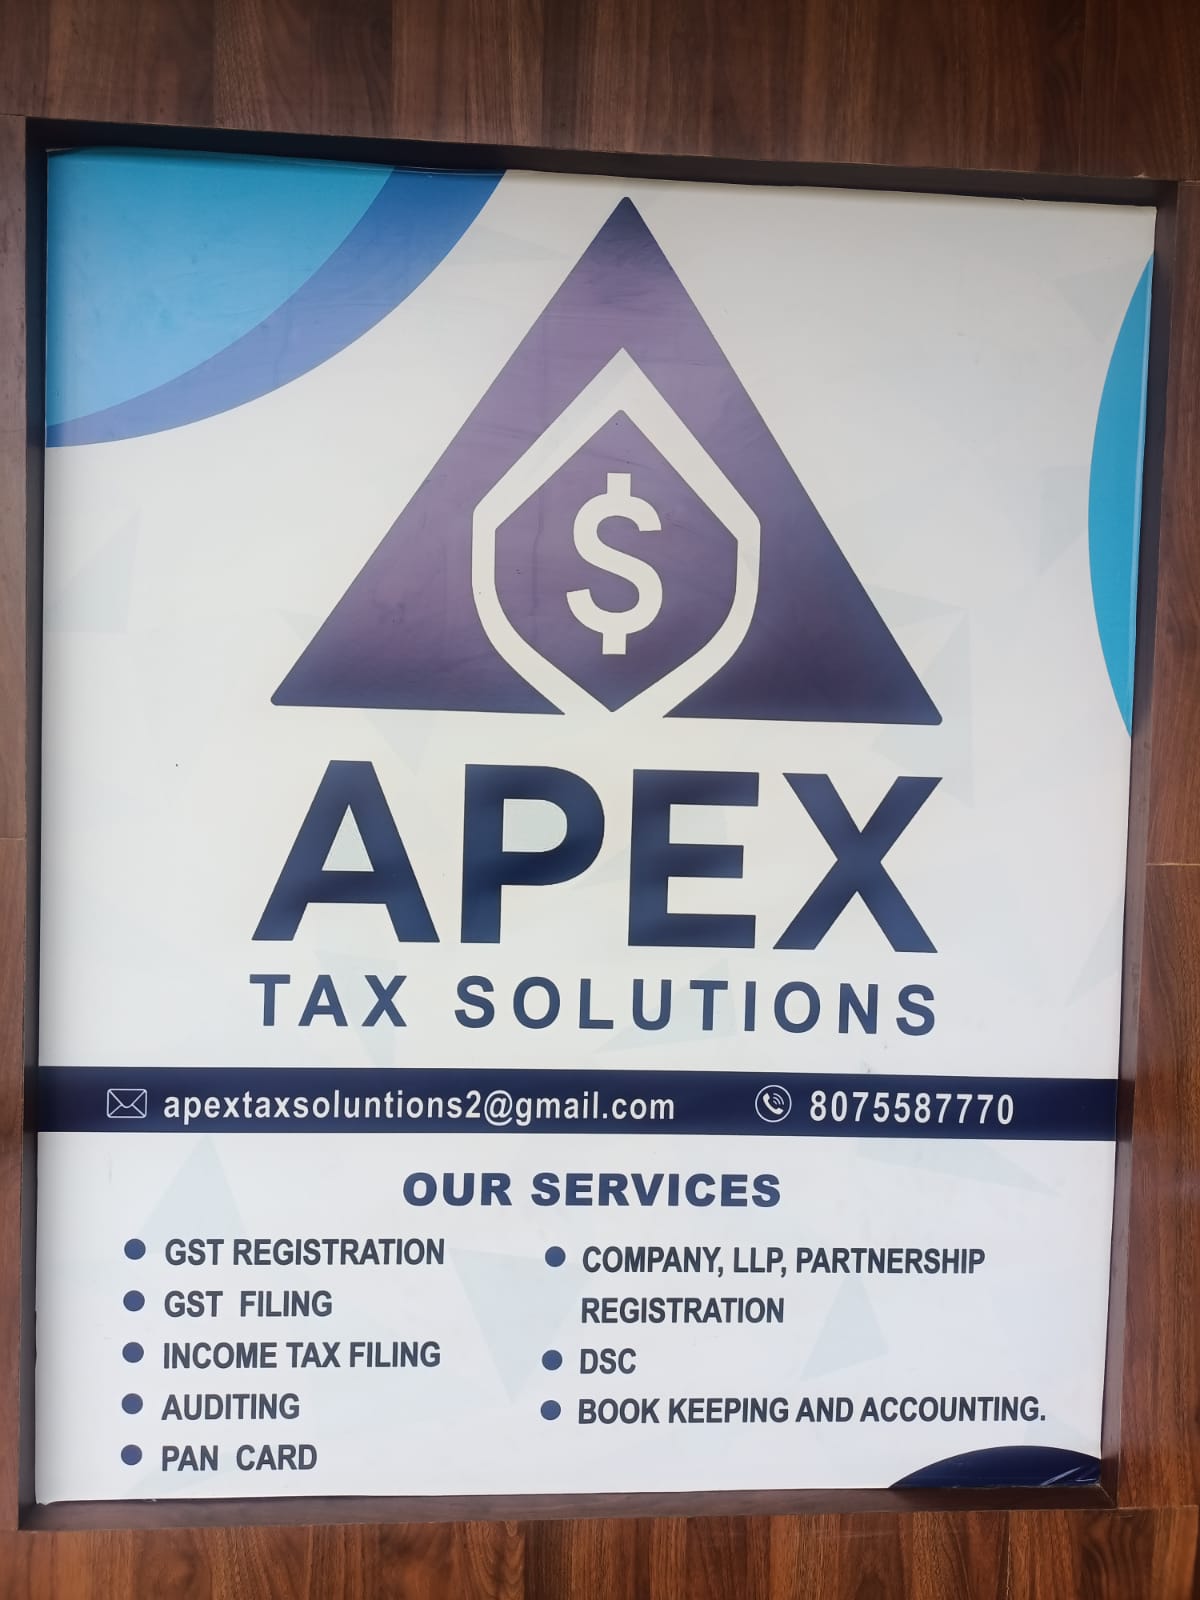 $
APEX
TAX SOLUTIONS
apextaxsoluntions2@gmail.com
8075587770
OUR SERVICES
GST REGISTRATION
GST FILING
INCOME TAX FILING
AUDITING
PAN CARD
COMPANY, LLP, PARTNERSHIP
REGISTRATION
DSC
BOOK KEEPING AND ACCOUNTING.